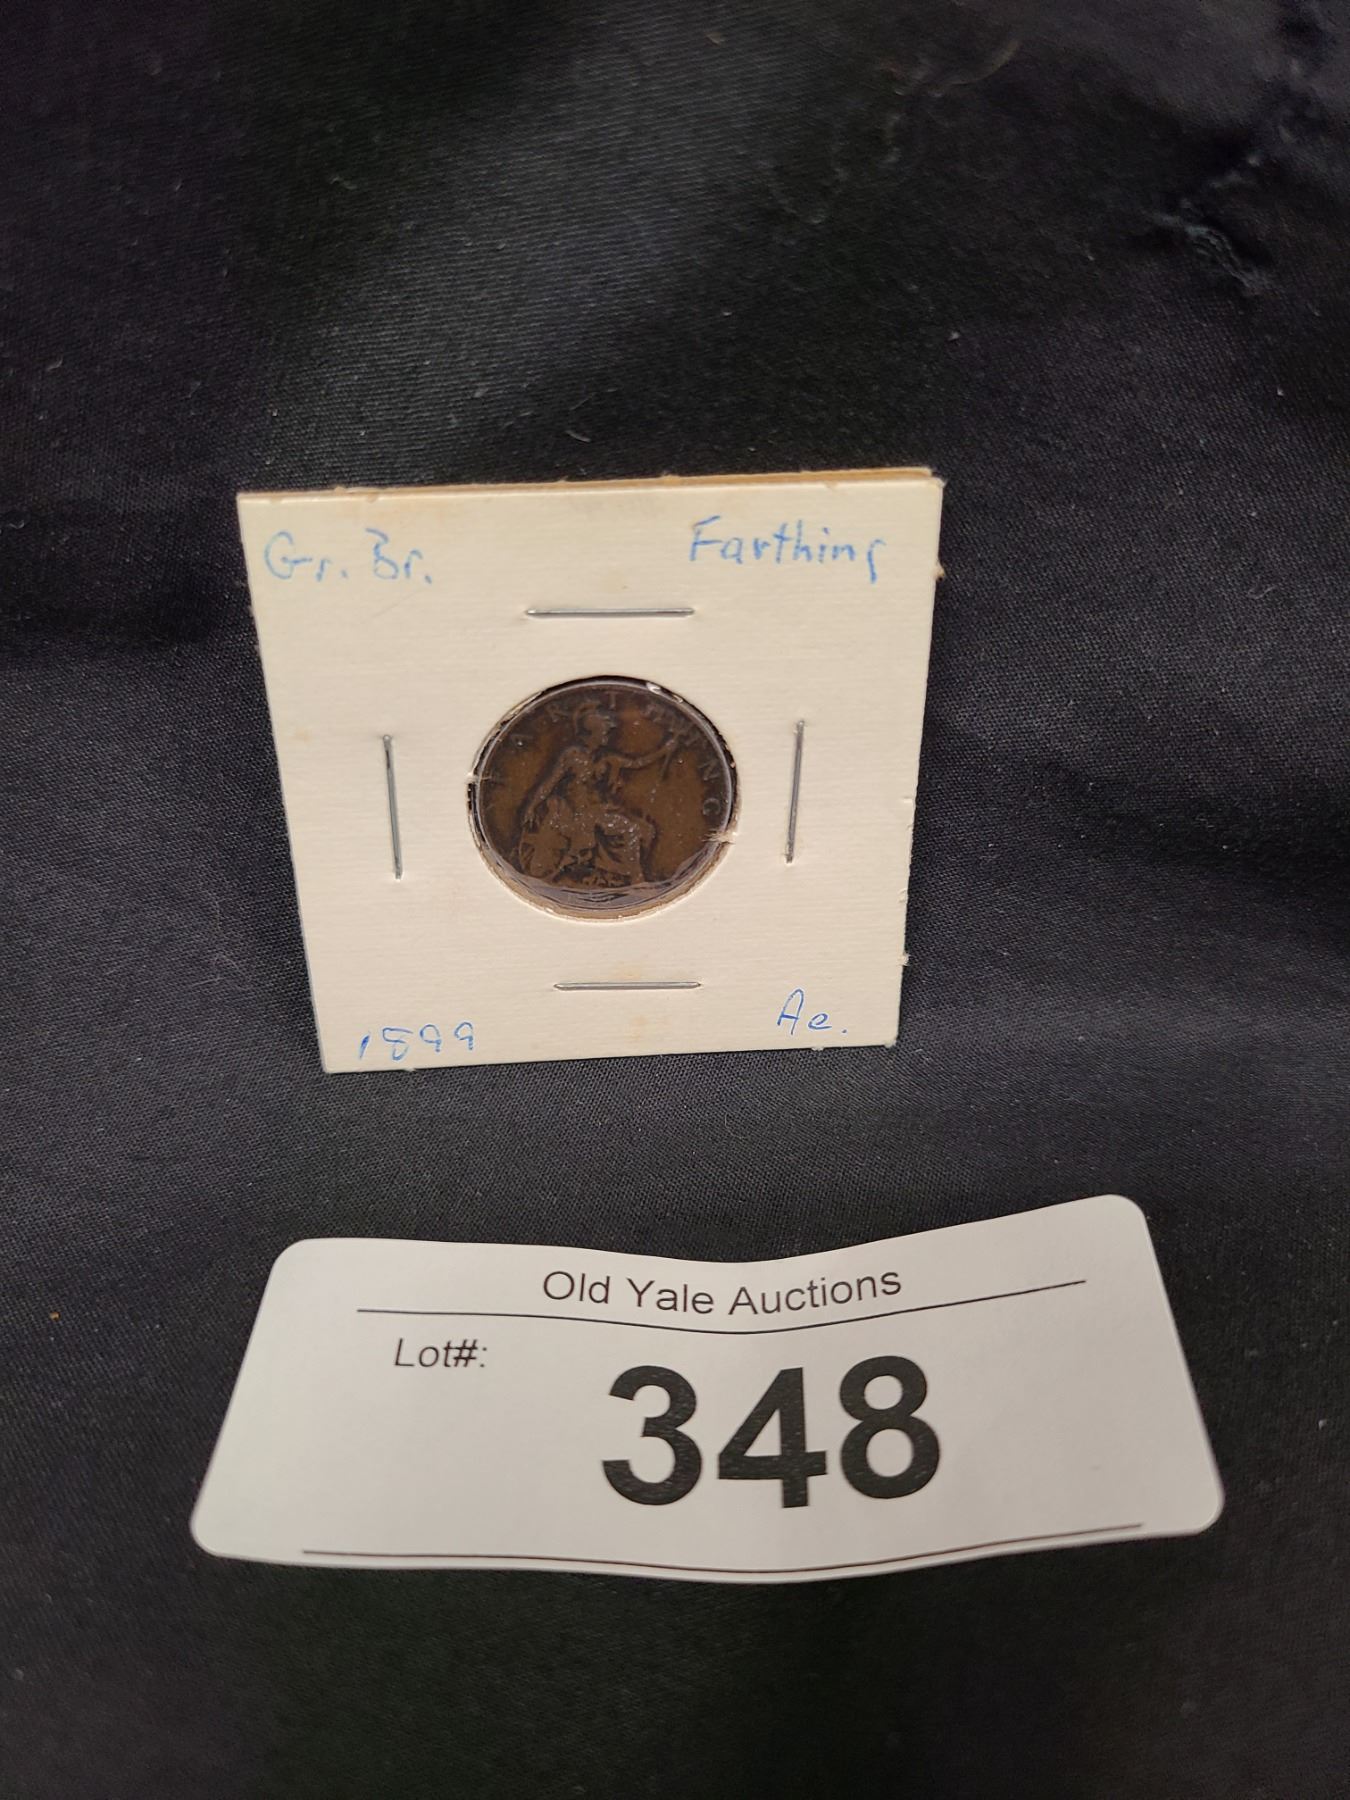 Gr. Br. Farthing
FARTHING
1899 Ae.
Old Yale Auctions
Lot#:
348